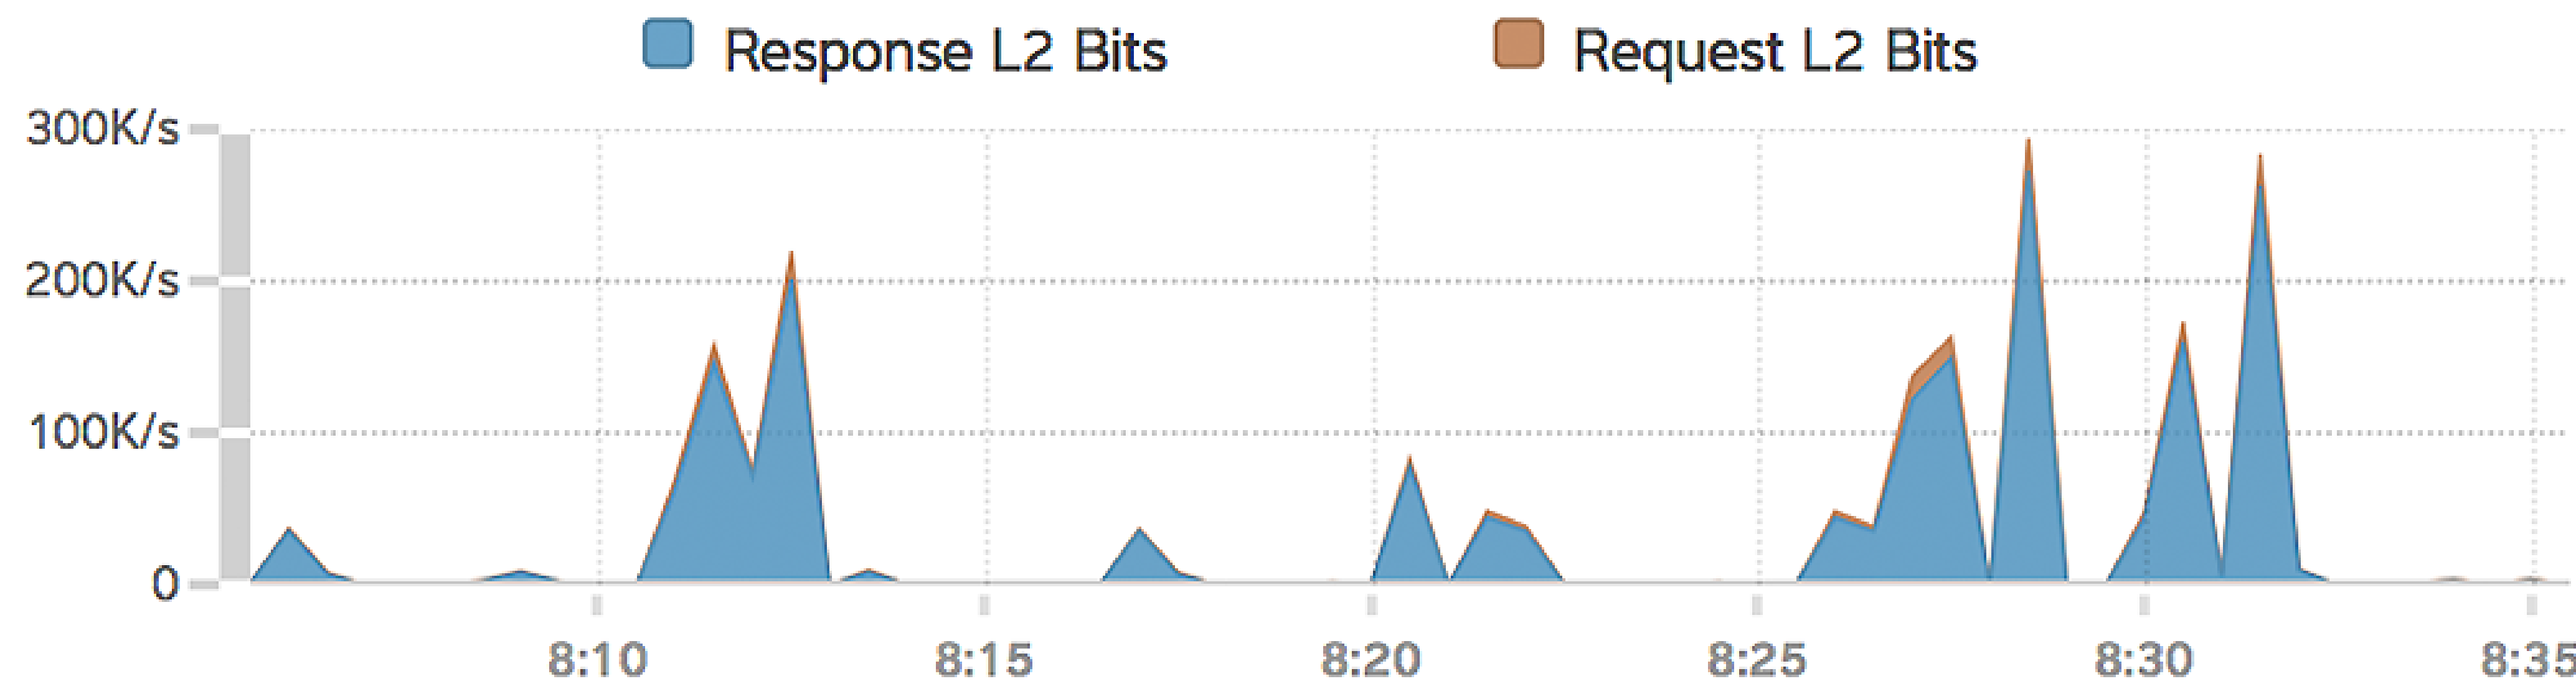 Response L2 Bits Request L2 Bits
300K/s
200K/s
100K/s
0
8:10 8:15 8:20 8:25 8:30 8:35